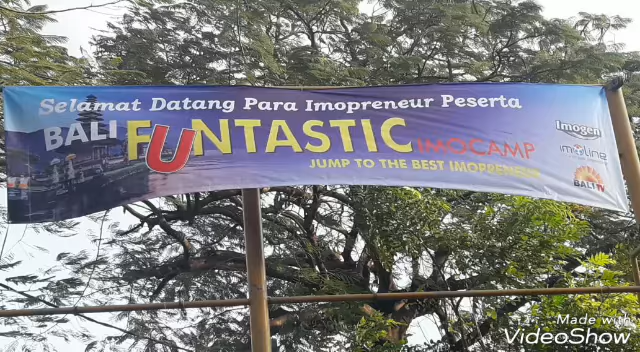 Selamat Datang Para Imopreneur Peserta
BALI FUNTASTIC IMOCAMP
JUMP TO THE BEST IMOPRENEUR
Imogen
imoline
BALI TV
Made with
VideoShow